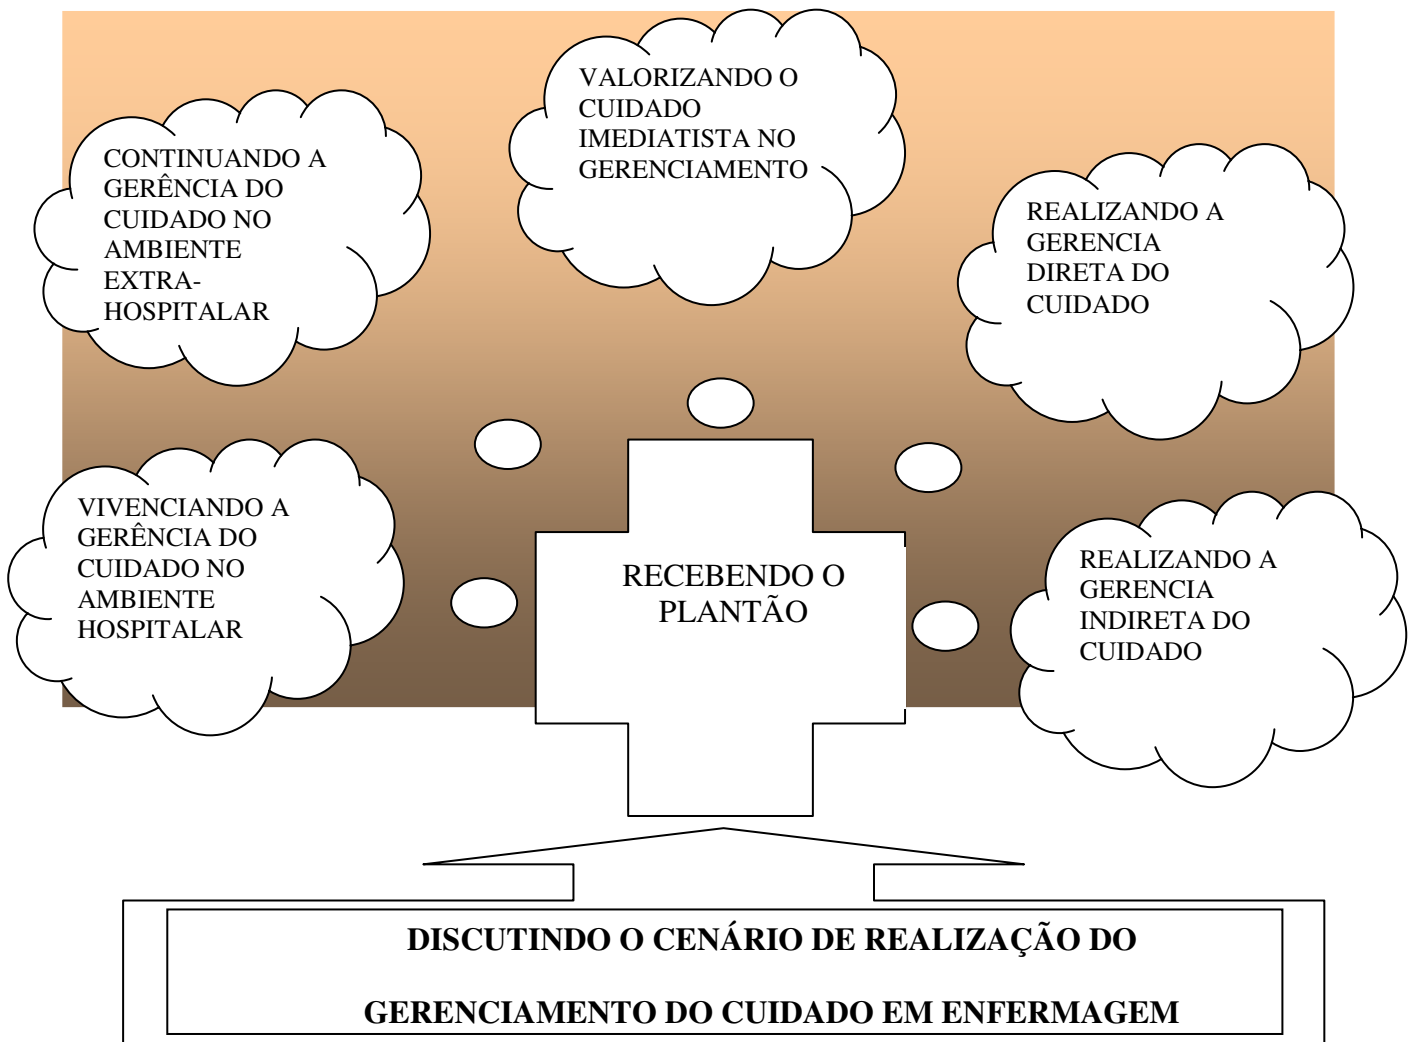 VALORIZANDO O
CUIDADO
IMEDIATISTA NO
GERENCIAMENTO
CONTINUANDO A
GERÊNCIA DO
CUIDADO NO
AMBIENTE
EXTRA-
HOSPITALAR
REALIZANDO A
GERENCIA
DIRETA DO
CUIDADO
VIVENCIANDO A
GERÊNCIA DO
CUIDADO NO
AMBIENTE
HOSPITALAR
RECEBENDO O
PLANTÃO
REALIZANDO A
GERENCIA
INDIRETA DO
CUIDADO
DISCUTINDO O CENÁRIO DE REALIZAÇÃO DO
GERENCIAMENTO DO CUIDADO EM ENFERMAGEM